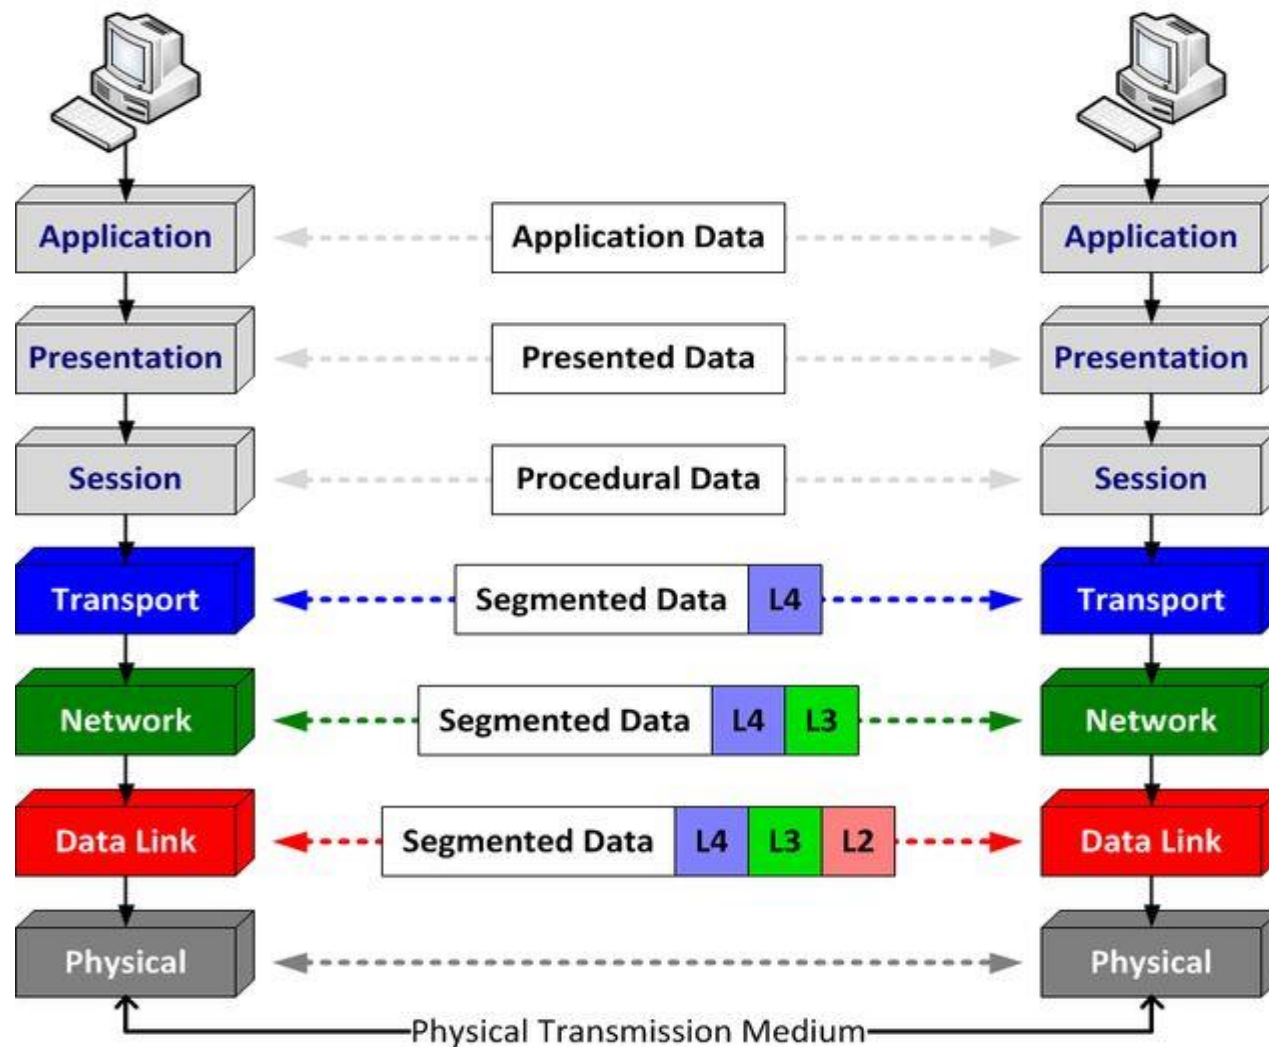 Application
Application Data
Application
Presentation
Presented Data
Presentation
Session
Procedural Data
Session
Transport
Segmented Data L4
Transport
Network
Segmented Data L4 L3
Network
Data Link
Segmented Data L4 L3 L2
Data Link
Physical
Physical
Physical Transmission Medium